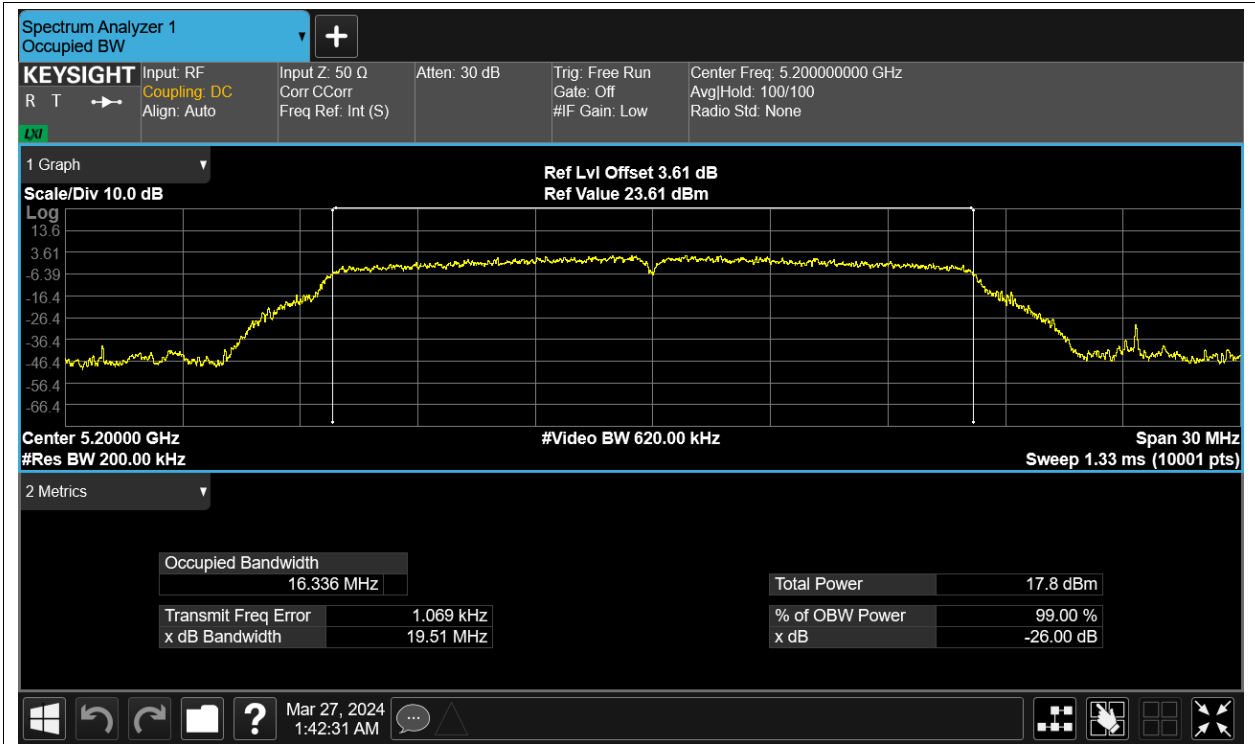 Spectrum Analyzer 1
Occupied BW
KEYSIGHT
R T
LXI
Input: RF
Coupling: DC
Align: Auto
Input Z: 50 Ω
Corr CCorr
Freq Ref: Int (S)
Atten: 30 dB
Trig: Free Run
Gate: Off
#IF Gain: Low
Center Freq: 5.200000000 GHz
Avg|Hold: 100/100
Radio Std: None
1 Graph
Scale/Div 10.0 dB
Ref Lvl Offset 3.61 dB
Ref Value 23.61 dBm
Log
13.6
3.61
-6.39
-16.4
-26.4
-36.4
-46.4
-56.4
-66.4
Center 5.20000 GHz
#Res BW 200.00 kHz
#Video BW 620.00 kHz
Span 30 MHz
Sweep 1.33 ms (10001 pts)
2 Metrics
Occupied Bandwidth
16.336 MHz
Transmit Freq Error 1.069 kHz
x dB Bandwidth 19.51 MHz
Total Power 17.8 dBm
% of OBW Power 99.00 %
x dB -26.00 dB
?
Mar 27, 2024
1:42:31 AM